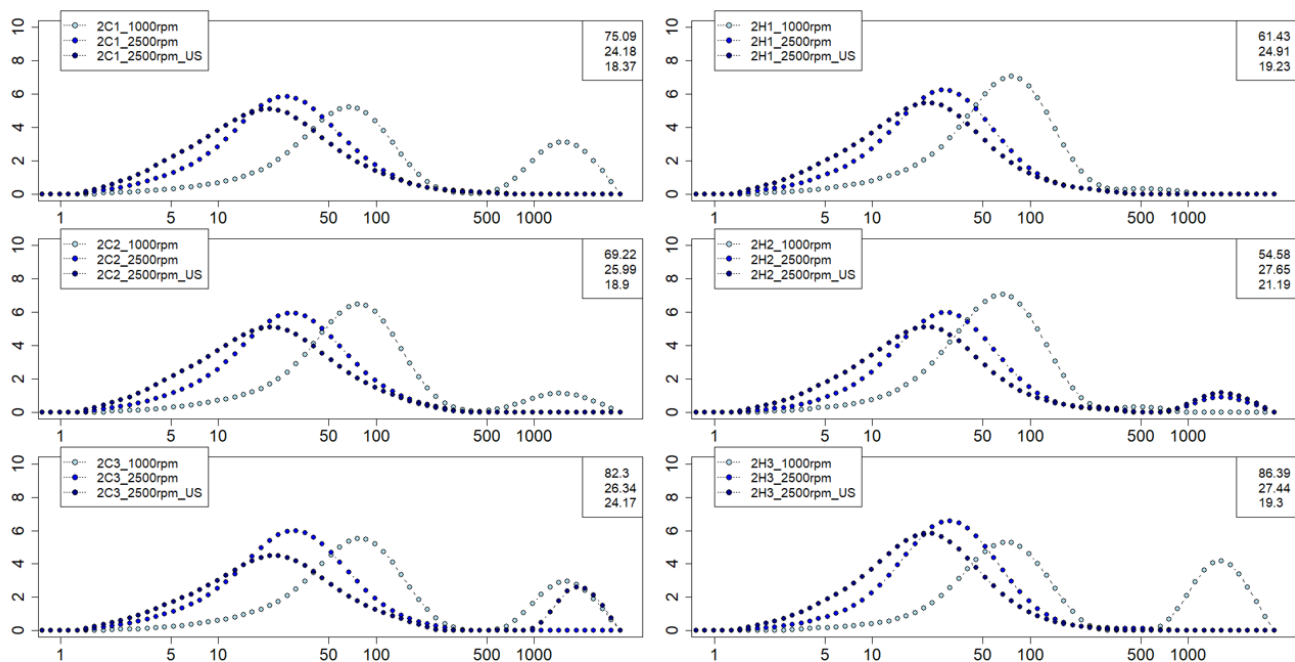 10
8
6
4
2
0
2C1_1000rpm
2C1_2500rpm
2C1_2500rpm_US
75.09
24.18
18.37
1 5 10 50 100 500 1000
2H1_1000rpm
2H1_2500rpm
2H1_2500rpm_US
61.43
24.91
19.23
10
8
6
4
2
0
1 5 10 50 100 500 1000
10
8
6
4
2
0
2C2_1000rpm
2C2_2500rpm
2C2_2500rpm_US
69.22
25.99
18.9
1 5 10 50 100 500 1000
10
8
6
4
2
0
2H2_1000rpm
2H2_2500rpm
2H2_2500rpm_US
54.58
27.65
21.19
1 5 10 50 100 500 1000
10
8
6
4
2
0
2C3_1000rpm
2C3_2500rpm
2C3_2500rpm_US
82.3
26.34
24.17
1 5 10 50 100 500 1000
10
8
6
4
2
0
2H3_1000rpm
2H3_2500rpm
2H3_2500rpm_US
86.39
27.44
19.3
1 5 10 50 100 500 1000